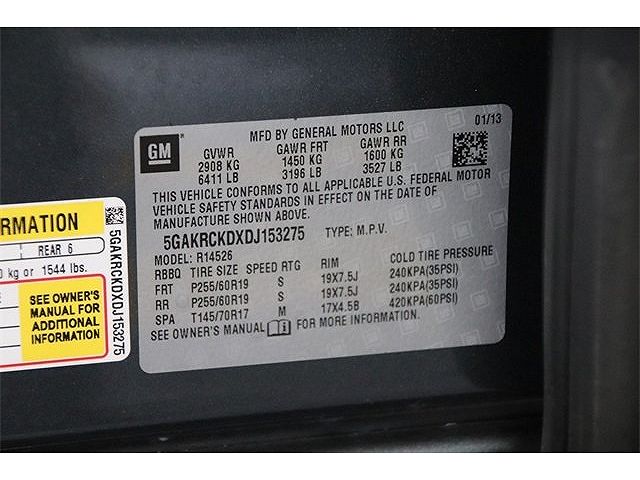 GM
MFD BY GENERAL MOTORS LLC
01/13
GVWR GAWR FRT GAWR RR
2908 KG 1450 KG 1600 KG
6411 LB 3196 LB 3527 LB
THIS VEHICLE CONFORMS TO ALL APPLICABLE U.S. FEDERAL MOTOR
VEHICLE SAFETY STANDARDS IN EFFECT ON THE DATE OF
MANUFACTURE SHOWN ABOVE.
5GAKRCKDXDJ153275 TYPE: M.P.V.
MODEL: R14526
RBBQ TIRE SIZE SPEED RTG RIM COLD TIRE PRESSURE
FRT P255/60R19 S 19X7.5J 240KPA(35PSI)
RR P255/60R19 S 19X7.5J 240KPA(35PSI)
SPA T145/70R17 M 17X4.5B 420KPA(60PSI)
SEE OWNER'S MANUAL FOR MORE INFORMATION.
RMATION
REAR 6
kg or 1544 lbs.
SEE OWNER'S
MANUAL FOR
ADDITIONAL
INFORMATION
5GAKRCKDXDJ153275